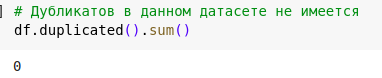 ] # Дубликатов в данном датасете не имеется
df.duplicated().sum()
0